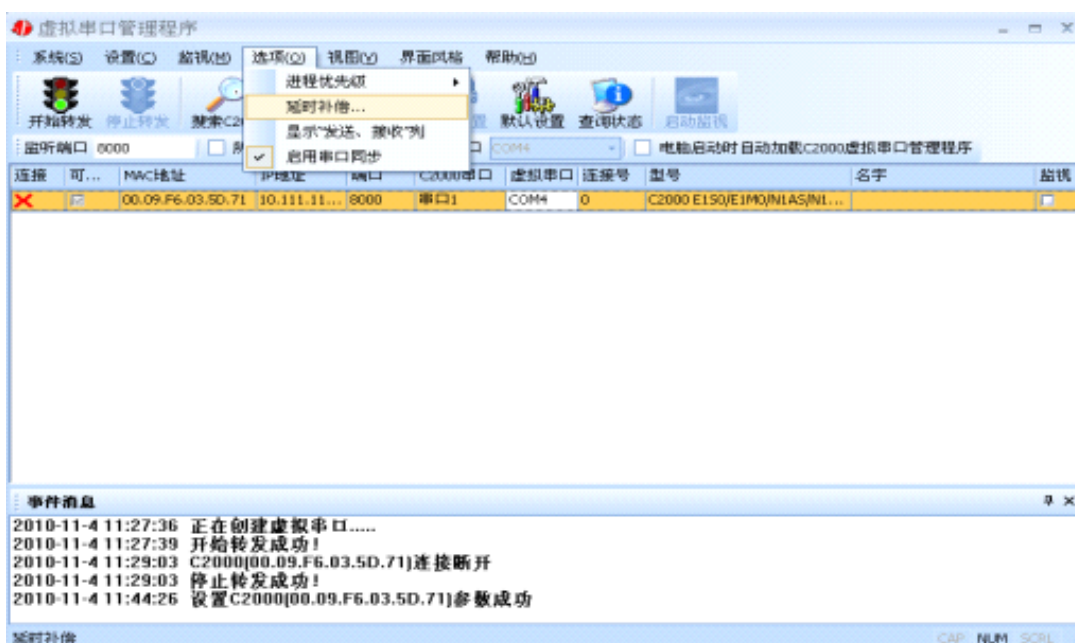 虚拟串口管理程序
系统(S) 设置(C) 监视(M) 选项(O) 视图(V) 界面风格 帮助(H)
进程优先级
延时补偿...
显示"发送、接收"列
启用串口同步
开始转发 停止转发 搜索C2 置 默认设置 查询状态 启动监视
监听端口 8000 COM4 电脑启动时自动加载C2000虚拟串口管理程序
连接 可... MAC地址 IP地址 端口 C2000串口 虚拟串口 连接号 型号 名字 监视
00.09.F6.03.5D.71 10.111.11... 8000 串口1 COM4 0 C2000 E1S0/E1M0/N1AS/N1...
事件消息
2010-11-4 11:27:36 正在创建虚拟串口.....
2010-11-4 11:27:39 开始转发成功!
2010-11-4 11:29:03 C2000[00.09.F6.03.5D.71]连接断开
2010-11-4 11:29:03 停止转发成功!
2010-11-4 11:44:26 设置C2000[00.09.F6.03.5D.71]参数成功
延时补偿 CAP NUM SCRL